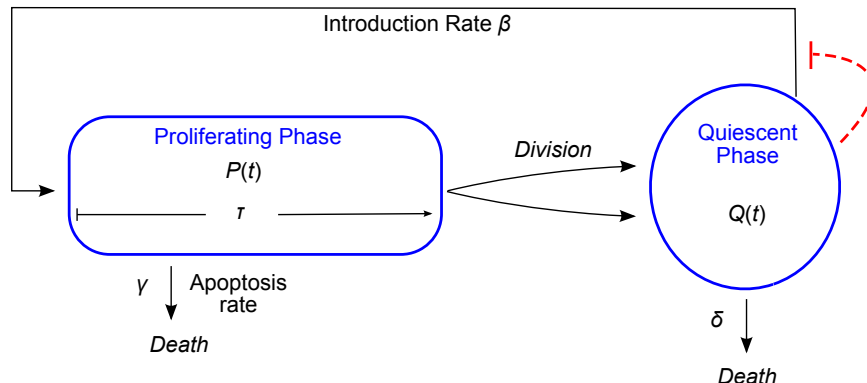 Introduction Rate β
Proliferating Phase
P(t)
τ
Division
Quiescent
Phase
Q(t)
γ
Apoptosis
rate
Death
δ
Death